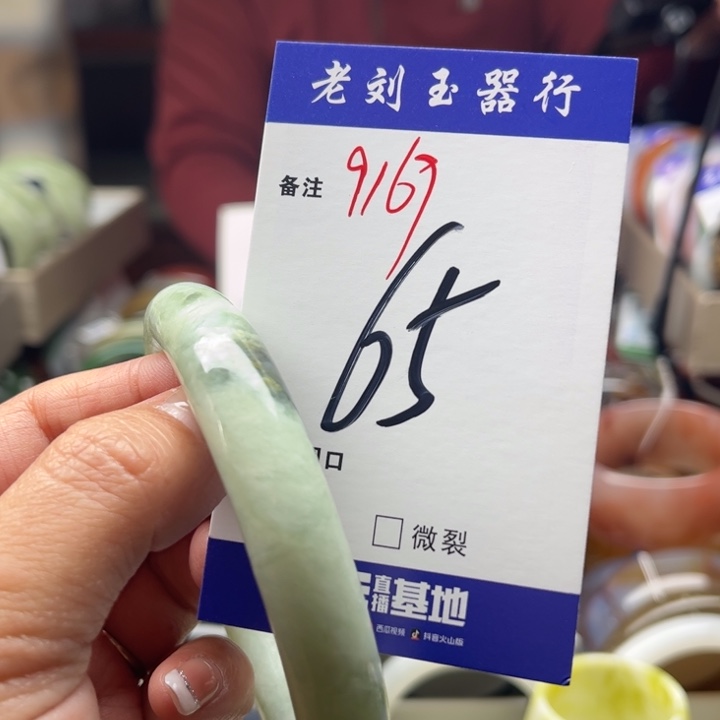 老刘玉器行
备注 9167
65
口
微裂
直播基地
西瓜视频 抖音火山版